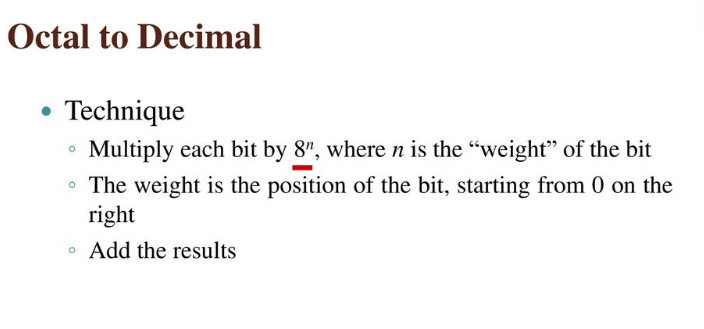 Octal to Decimal
• Technique
◦ Multiply each bit by 8ⁿ, where n is the “weight” of the bit
◦ The weight is the position of the bit, starting from 0 on the
right
◦ Add the results